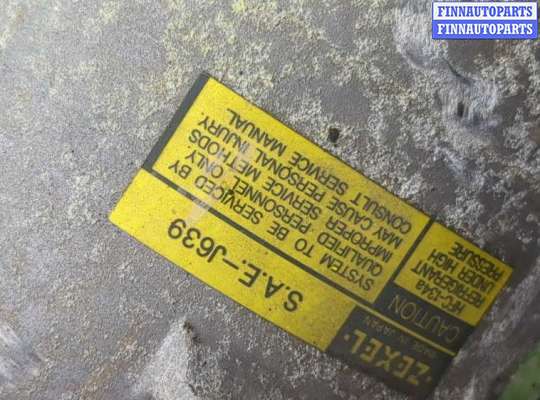 FINNAUTOPARTS
FINNAUTOPARTS
·ZEXEL·
MADE IN JAPAN
CAUTION
HFC-134a
REFRIGERANT
UNDER HIGH
PRESSURE
S.A.E.-J639
SYSTEM TO BE SERVICED BY
QUALIFIED PERSONNEL ONLY
IMPROPER SERVICE METHODS
MAY CAUSE PERSONAL INJURY
CONSULT SERVICE MANUAL